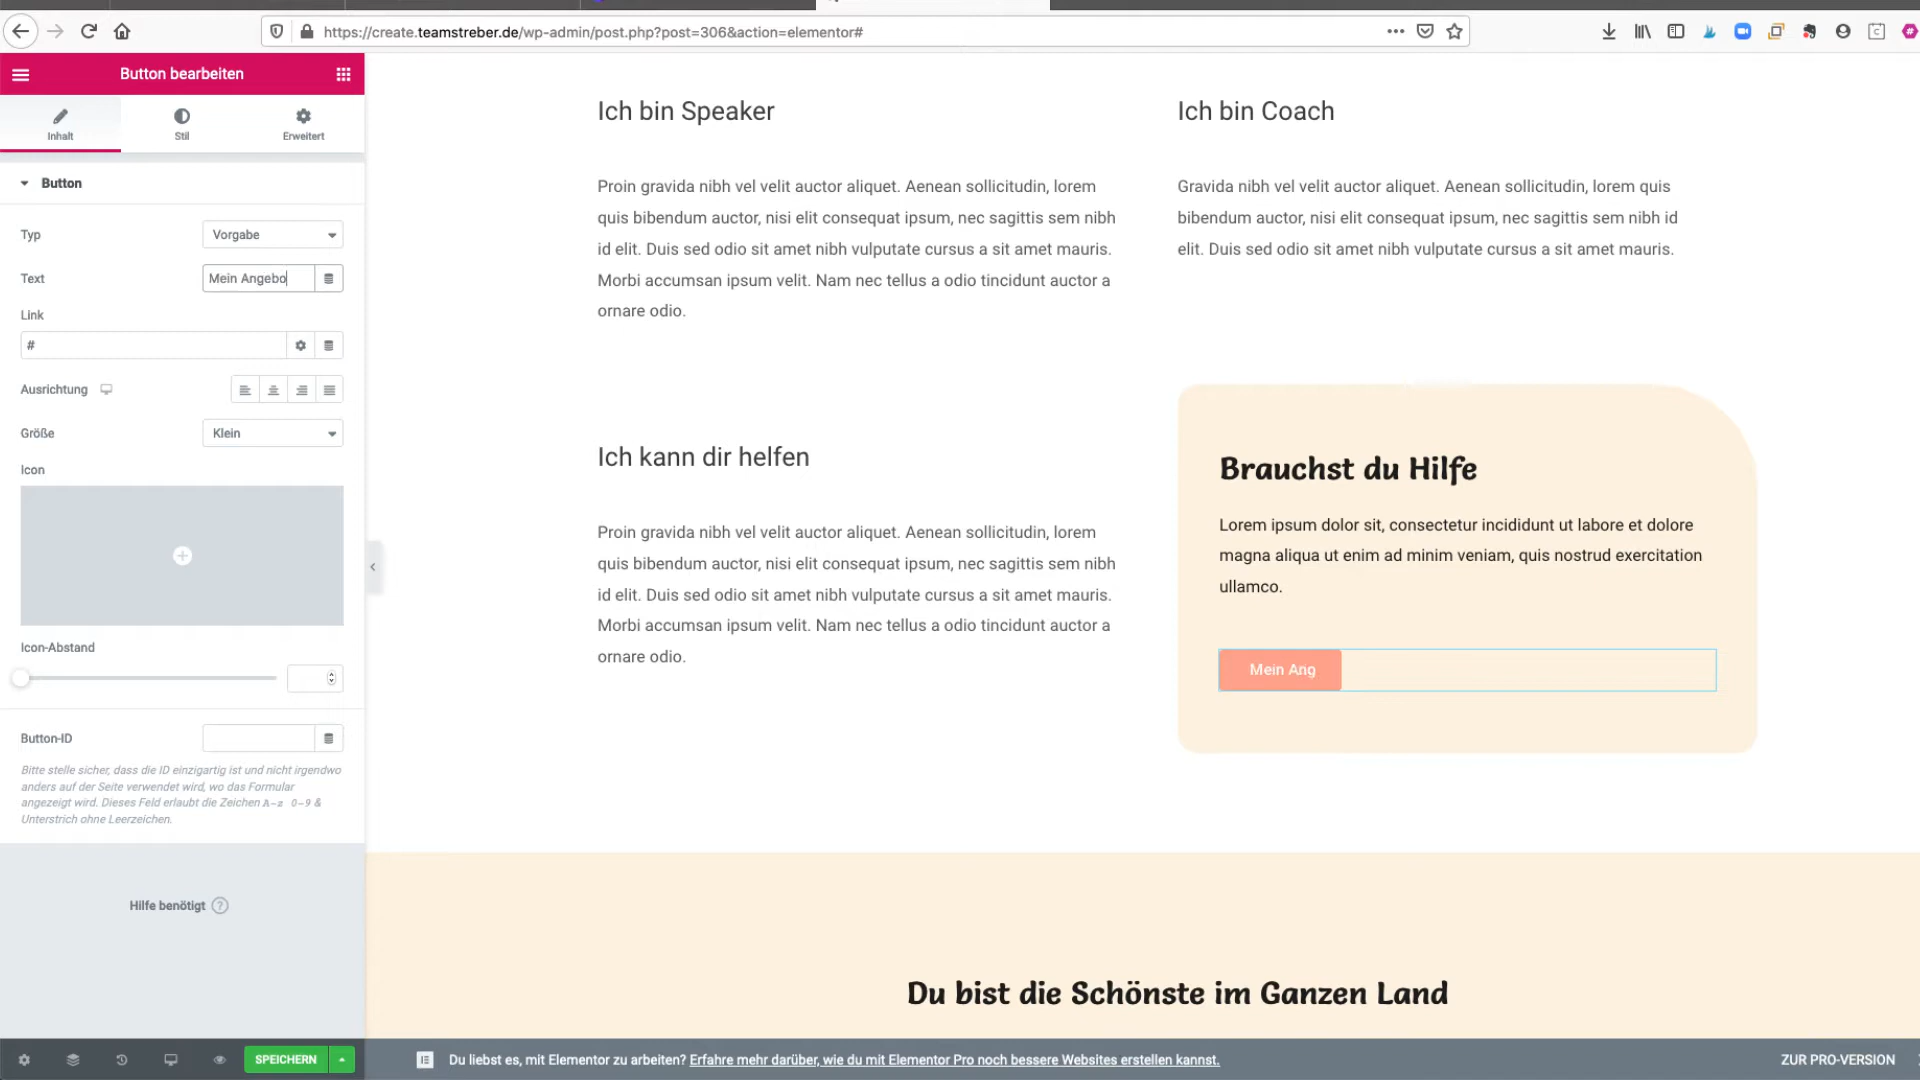 https://create.teamstreber.de/wp-admin/post.php?post=306&action=elementor#
Button bearbeiten
Inhalt
Stil
Erweitert
Button
Typ
Vorgabe
Text
Mein Angebo
Link
#
Ausrichtung
Größe
Klein
Icon
Icon-Abstand
Button-ID
Bitte stelle sicher, dass die ID einzigartig ist und nicht irgendwo
anders auf der Seite verwendet wird, wo das Formular
angezeigt wird. Dieses Feld erlaubt die Zeichen A-z 0-9 &
Unterstrich ohne Leerzeichen.
Hilfe benötigt ?
SPEICHERN
Ich bin Speaker
Proin gravida nibh vel velit auctor aliquet. Aenean sollicitudin, lorem
quis bibendum auctor, nisi elit consequat ipsum, nec sagittis sem nibh
id elit. Duis sed odio sit amet nibh vulputate cursus a sit amet mauris.
Morbi accumsan ipsum velit. Nam nec tellus a odio tincidunt auctor a
ornare odio.
Ich bin Coach
Gravida nibh vel velit auctor aliquet. Aenean sollicitudin, lorem quis
bibendum auctor, nisi elit consequat ipsum, nec sagittis sem nibh id
elit. Duis sed odio sit amet nibh vulputate cursus a sit amet mauris.
Ich kann dir helfen
Proin gravida nibh vel velit auctor aliquet. Aenean sollicitudin, lorem
quis bibendum auctor, nisi elit consequat ipsum, nec sagittis sem nibh
id elit. Duis sed odio sit amet nibh vulputate cursus a sit amet mauris.
Morbi accumsan ipsum velit. Nam nec tellus a odio tincidunt auctor a
ornare odio.
Brauchst du Hilfe
Lorem ipsum dolor sit, consectetur incididunt ut labore et dolore
magna aliqua ut enim ad minim veniam, quis nostrud exercitation
ullamco.
Mein Ang
Du bist die Schönste im Ganzen Land
Du liebst es, mit Elementor zu arbeiten? Erfahre mehr darüber, wie du mit Elementor Pro noch bessere Websites erstellen kannst.
ZUR PRO-VERSION